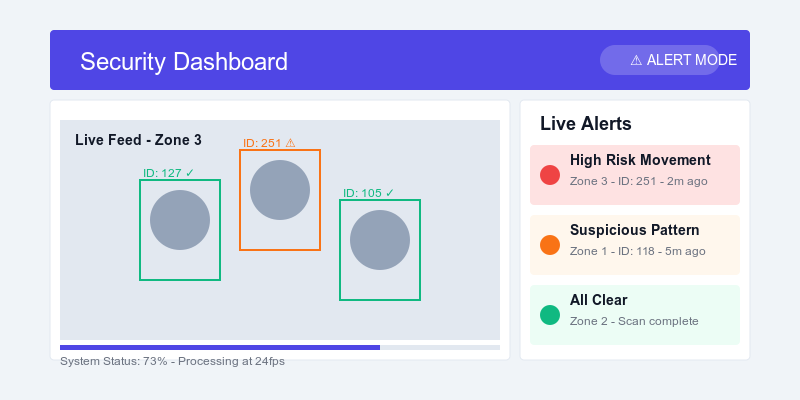 Security Dashboard
⚠ ALERT MODE
Live Feed - Zone 3
ID: 251 ⚠
ID: 127 ✓
ID: 105 ✓
System Status: 73% - Processing at 24fps
Live Alerts
High Risk Movement
Zone 3 - ID: 251 - 2m ago
Suspicious Pattern
Zone 1 - ID: 118 - 5m ago
All Clear
Zone 2 - Scan complete